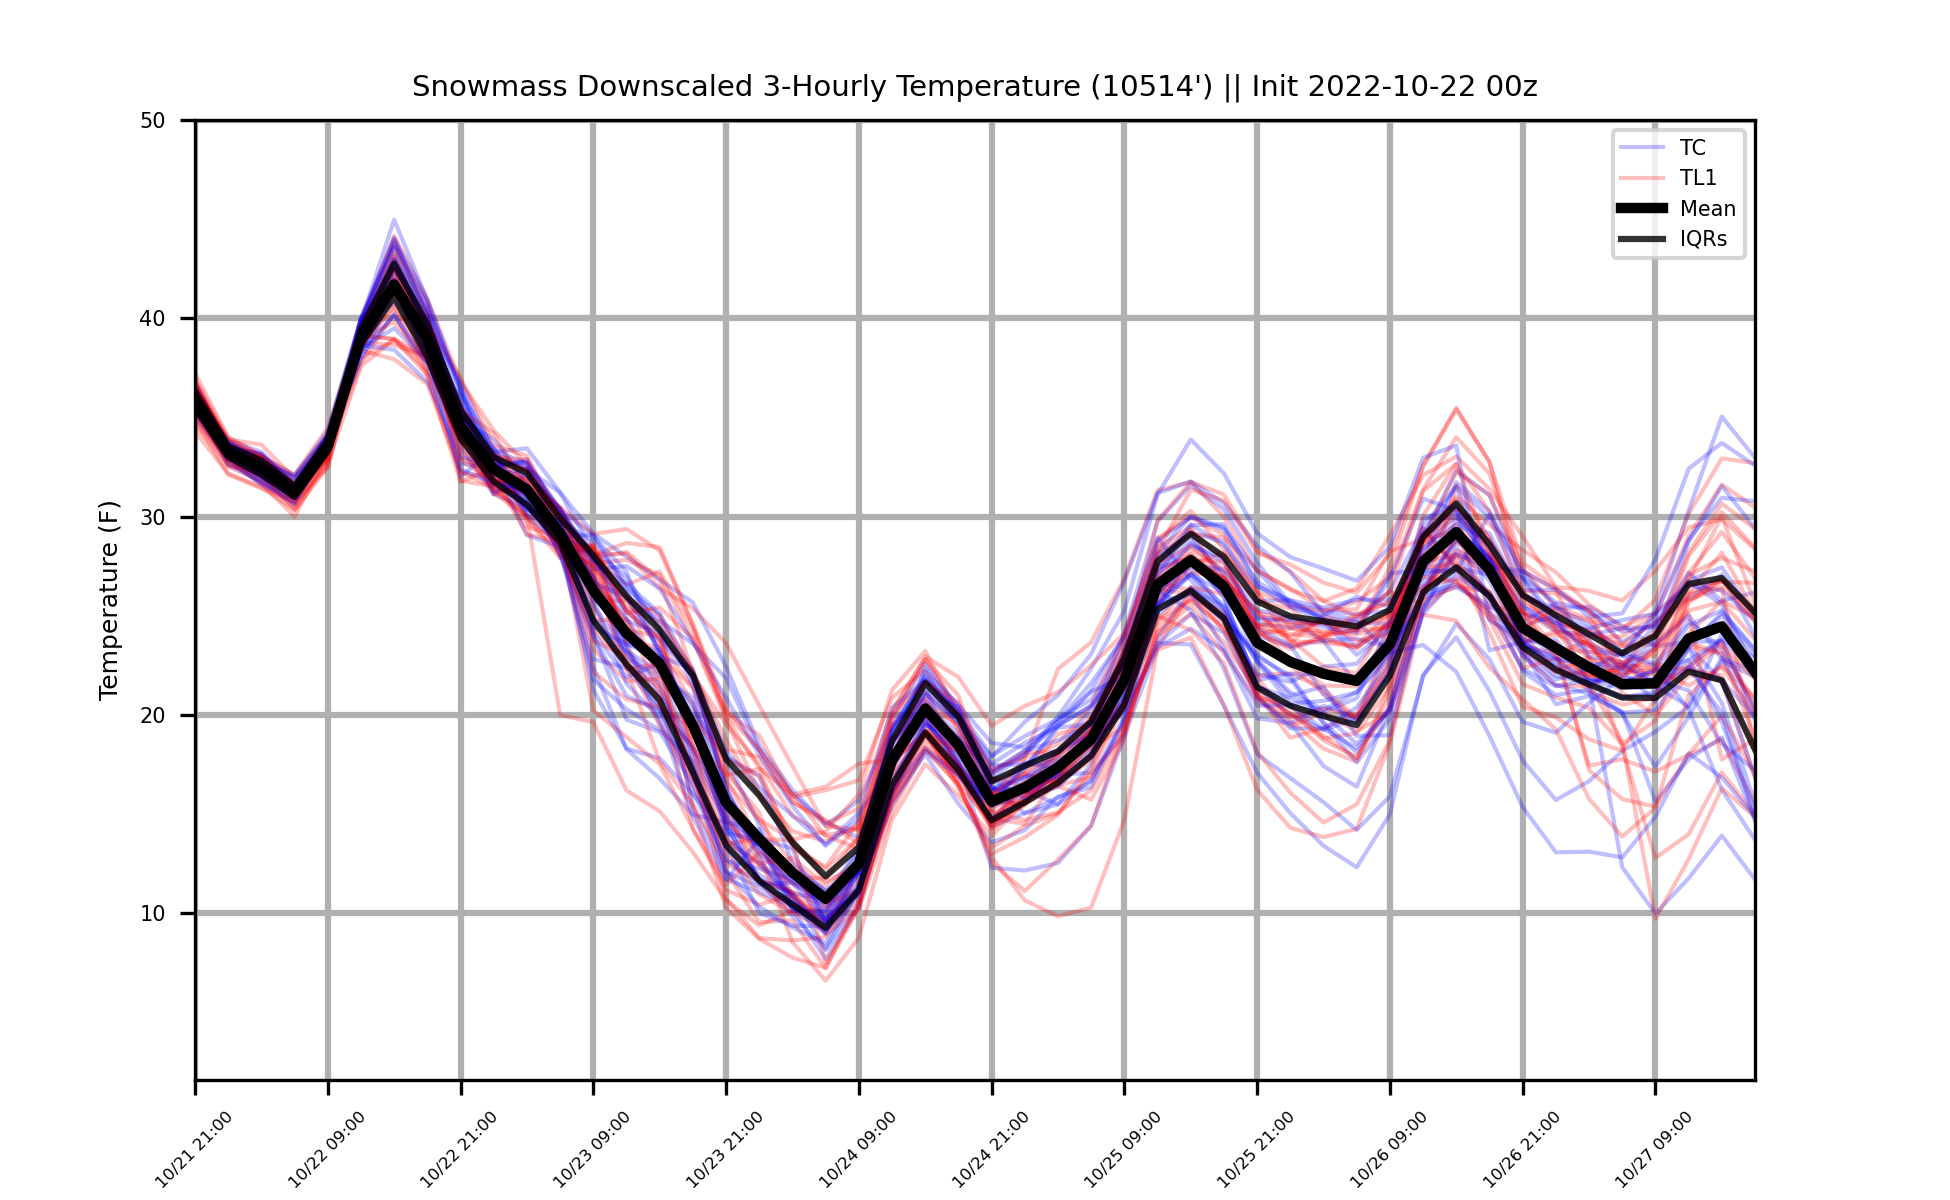 Snowmass Downscaled 3-Hourly Temperature (10514') || Init 2022-10-22 00z
TC
TL1
Mean
IQRs
Temperature (F)
50
40
30
20
10
10/21 21:00
10/22 09:00
10/22 21:00
10/23 09:00
10/23 21:00
10/24 09:00
10/24 21:00
10/25 09:00
10/25 21:00
10/26 09:00
10/26 21:00
10/27 09:00